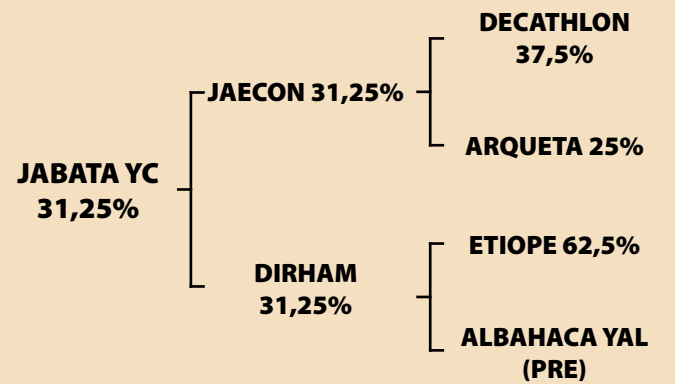 JABATA YC
31,25%
JAECON 31,25%
DIRHAM
31,25%
DECATHLON
37,5%
ARQUETA 25%
ETIOPE 62,5%
ALBAHACA YAL
(PRE)